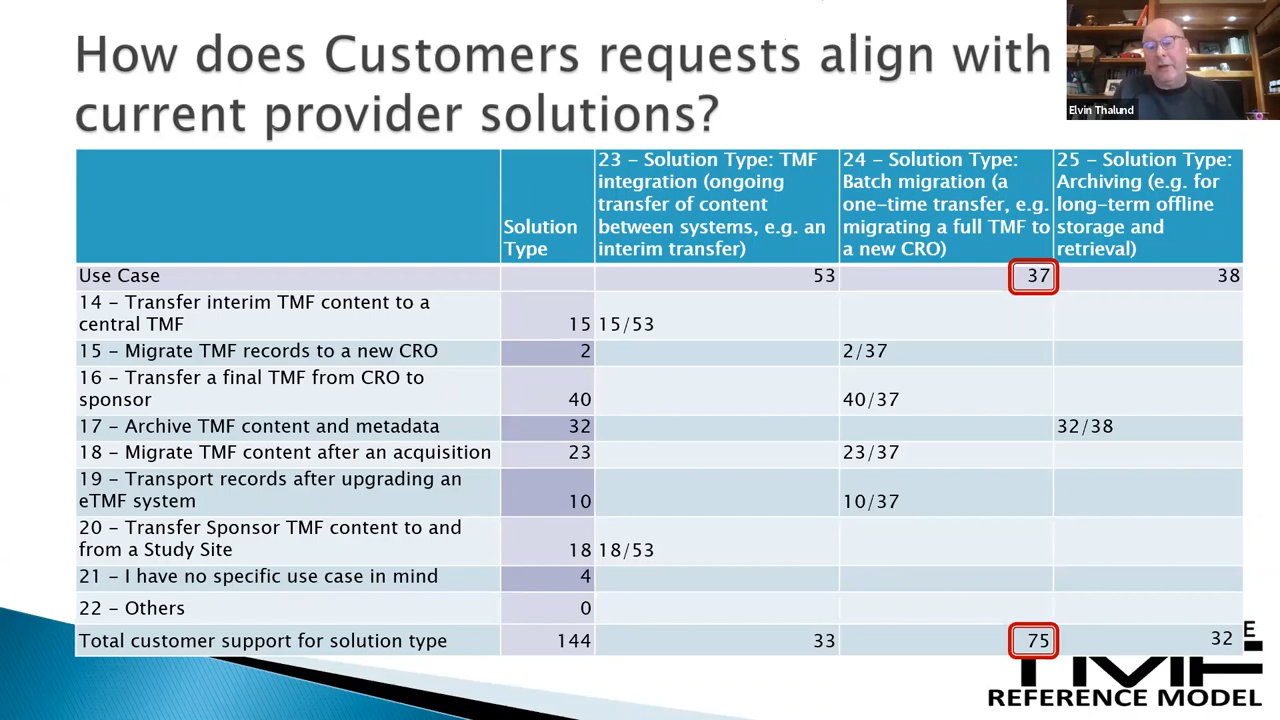 How does Customers requests align with
current provider solutions?
Elvin Thalund
Solution
Type
23 – Solution Type: TMF
integration (ongoing
transfer of content
between systems, e.g. an
interim transfer)
24 – Solution Type:
Batch migration (a
one-time transfer, e.g.
migrating a full TMF to
a new CRO)
25 – Solution Type:
Archiving (e.g. for
long-term offline
storage and
retrieval)
Use Case 53 37 38
14 – Transfer interim TMF content to a
central TMF 15 15/53
15 – Migrate TMF records to a new CRO 2 2/37
16 – Transfer a final TMF from CRO to
sponsor 40 40/37
17 – Archive TMF content and metadata 32 32/38
18 – Migrate TMF content after an acquisition 23 23/37
19 – Transport records after upgrading an
eTMF system 10 10/37
20 – Transfer Sponsor TMF content to and
from a Study Site 18 18/53
21 – I have no specific use case in mind 4
22 – Others 0
Total customer support for solution type 144 33 75 32
E
TMF
REFERENCE MODEL